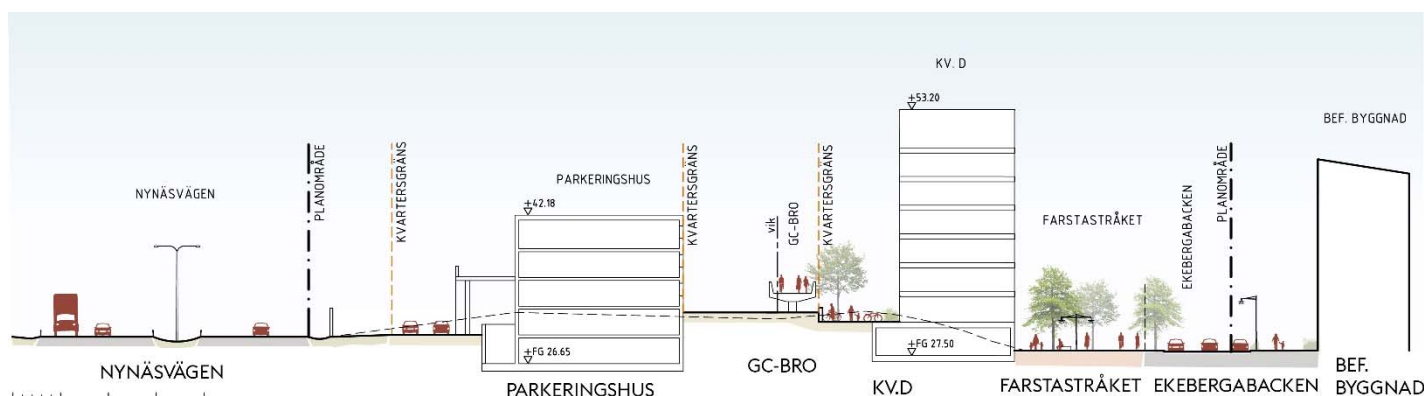 KV. D
+53.20
BEF. BYGGNAD
NYNÄSVÄGEN
PLANOMRÅDE
KVARTERSGRÄNS
PARKERINGSHUS
+42.18
KVARTERSGRÄNS
vik
GC-BRO
KVARTERSGRÄNS
FARSTASTRÅKET
EKEBERGABACKEN
PLANOMRÅDE
+FG 26.65
+FG 27.50
NYNÄSVÄGEN
PARKERINGSHUS
GC-BRO
KV.D
FARSTASTRÅKET
EKEBERGABACKEN
BEF.
BYGGNAD